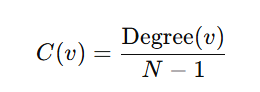 C(v) = Degree(v) / N − 1